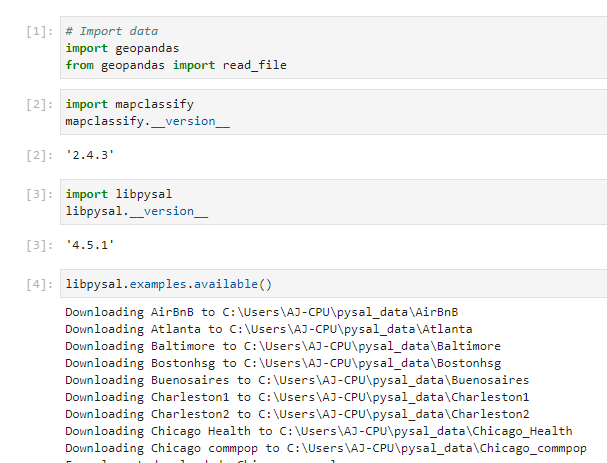 [1]: # Import data
import geopandas
from geopandas import read_file
[2]: import mapclassify
mapclassify.__version__
[2]: '2.4.3'
[3]: import libpysal
libpysal.__version__
[3]: '4.5.1'
[4]: libpysal.examples.available()
Downloading AirBnB to C:\Users\AJ-CPU\pysal_data\AirBnB
Downloading Atlanta to C:\Users\AJ-CPU\pysal_data\Atlanta
Downloading Baltimore to C:\Users\AJ-CPU\pysal_data\Baltimore
Downloading Bostonhsg to C:\Users\AJ-CPU\pysal_data\Bostonhsg
Downloading Buenosaires to C:\Users\AJ-CPU\pysal_data\Buenosaires
Downloading Charleston1 to C:\Users\AJ-CPU\pysal_data\Charleston1
Downloading Charleston2 to C:\Users\AJ-CPU\pysal_data\Charleston2
Downloading Chicago Health to C:\Users\AJ-CPU\pysal_data\Chicago_Health
Downloading Chicago commpop to C:\Users\AJ-CPU\pysal_data\Chicago_commpop